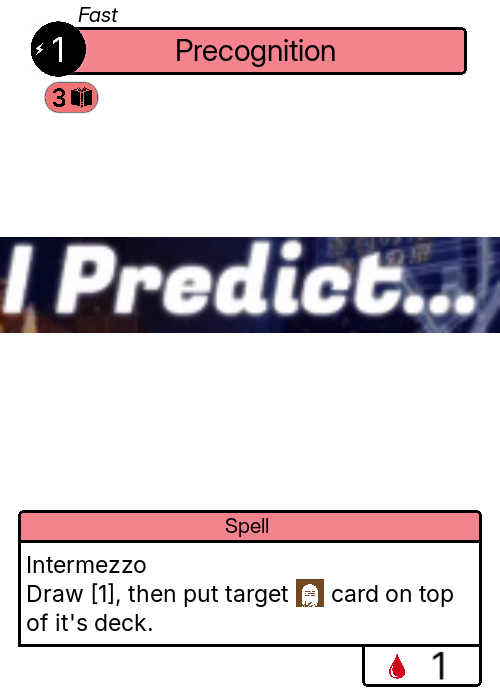 Fast
1
Precognition
3
I Predict...
Spell
Intermezzo
Draw [1], then put target card on top
of it's deck.
1